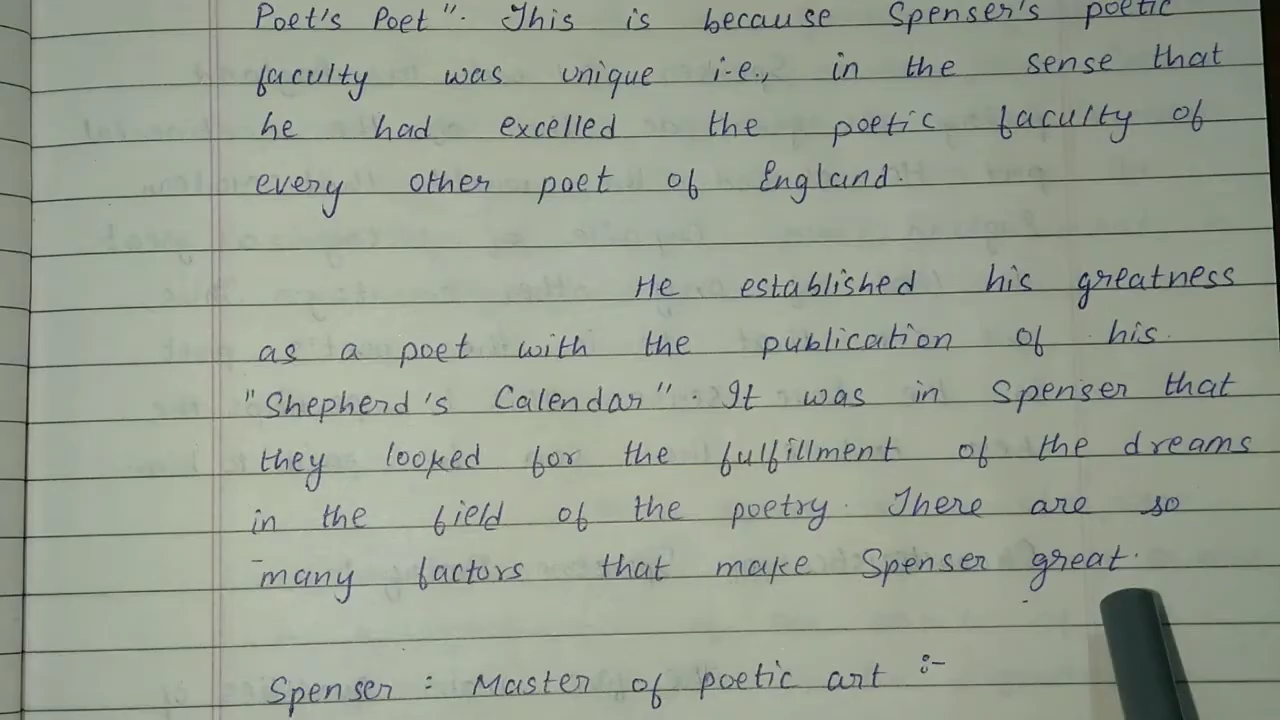 Poet's Poet". This is because Spenser's poetic
faculty was unique i.e., in the sense that
he had excelled the poetic faculty of
every other poet of England.
He established his greatness
as a poet with the publication of his.
"Shepherd's Calendar". It was in Spenser that
they looked for the fulfillment of the dreams
in the field of the poetry. There are so
many factors that make Spenser great.
Spenser : Master of poetic art :-